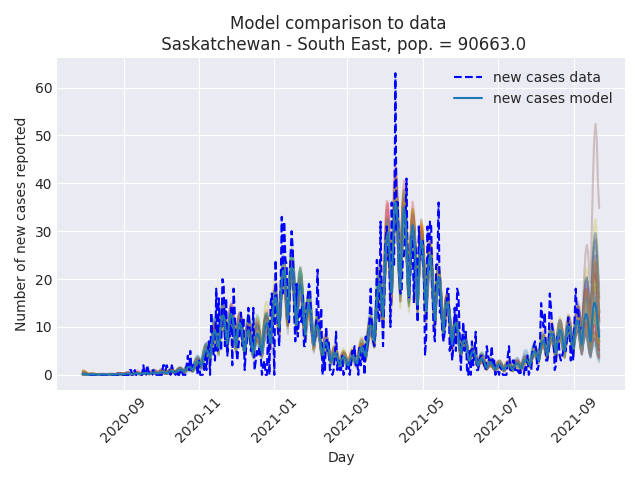 Model comparison to data
Saskatchewan - South East, pop. = 90663.0
new cases data
new cases model
Number of new cases reported
60
50
40
30
20
10
0
2020-09
2020-11
2021-01
2021-03
2021-05
2021-07
2021-09
Day